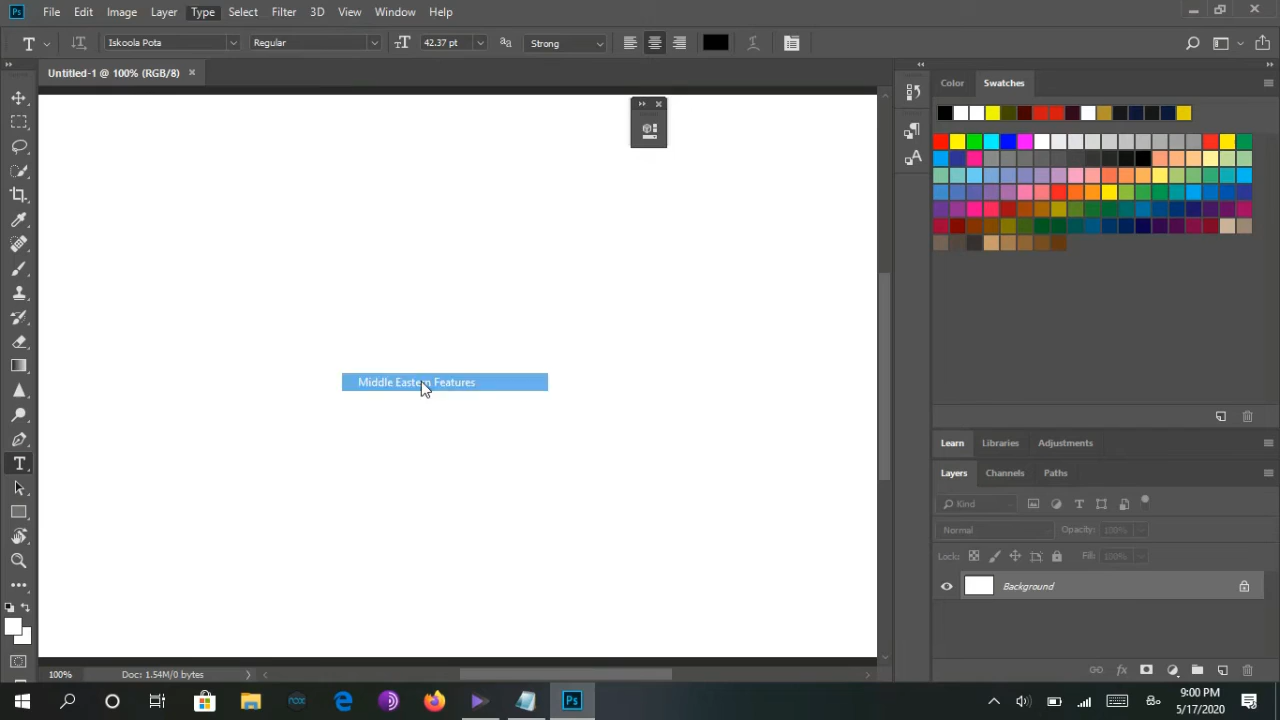 File Edit Image Layer Type Select Filter 3D View Window Help
Iskoola Pota Regular 42.37 pt Strong
Untitled-1 @ 100% (RGB/8)
Color Swatches
Middle Eastern Features
Learn Libraries Adjustments
Layers Channels Paths
Kind
Normal Opacity: 100%
Lock: Fill: 100%
Background
100% Doc: 1.54M/0 bytes
9:00 PM
5/17/2020